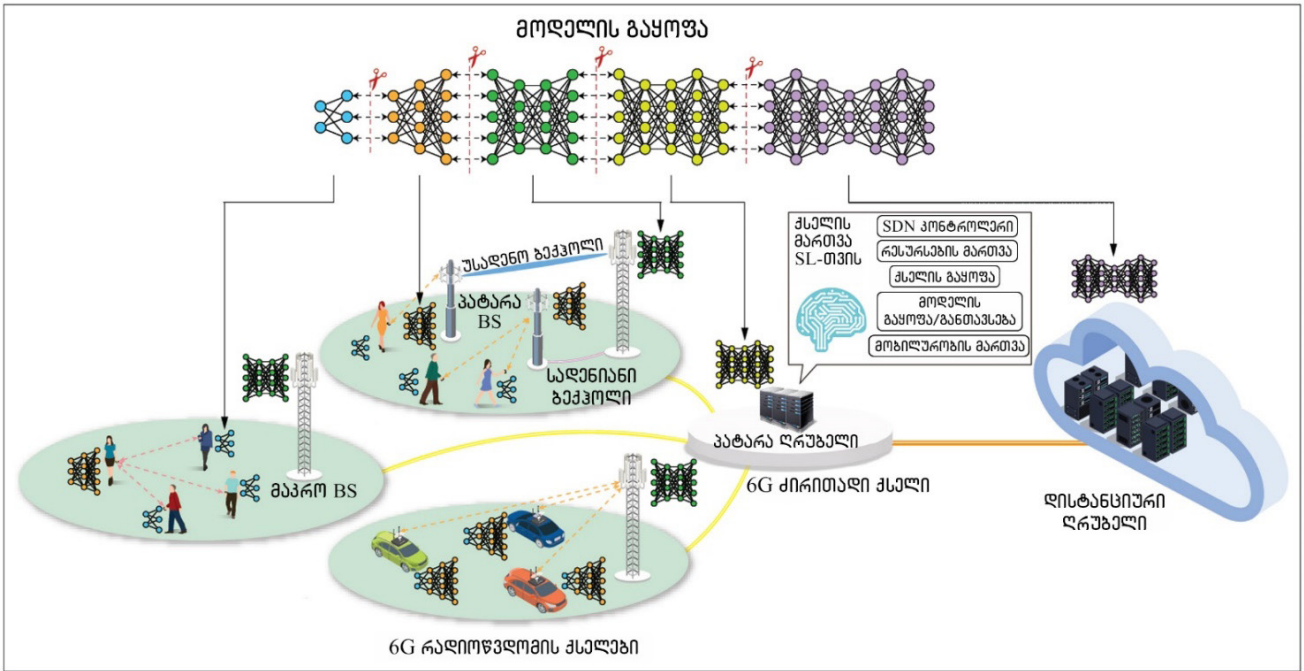 მოდელის გაყოფა
ქსელის
მართვა
SL-თვის
SDN კონტროლერი
რესურსების მართვა
ქსელის გაყოფა
მოდელის
გაყოფა/განთავსება
მობილურობის მართვა
უსადენო ბექჰოლი
პატარა
BS
სადენიანი
ბექჰოლი
მაკრო BS
პატარა ღრუბელი
6G ძირითადი ქსელი
დისტანციური
ღრუბელი
6G რადიოწვდომის ქსელები